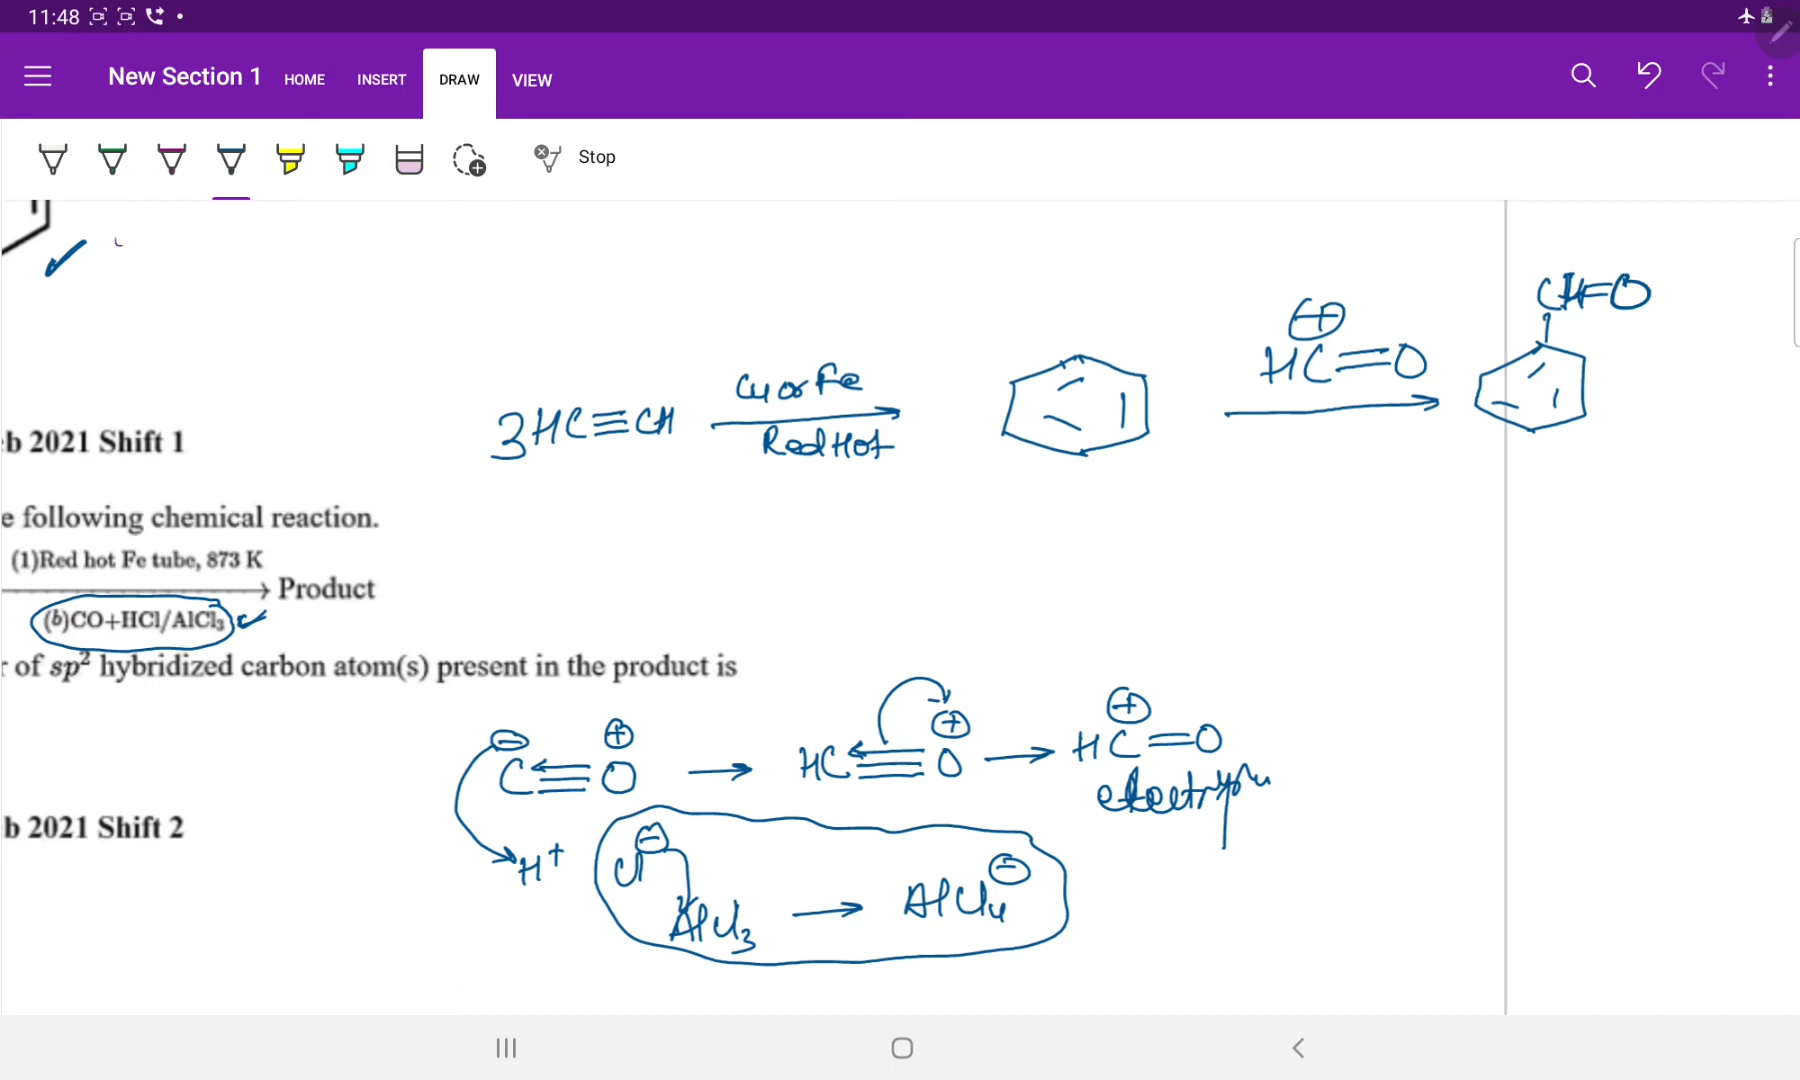 11:48
New Section 1 HOME INSERT DRAW VIEW
Stop
CH=O
⊕
HC=O
Cu or Fe
3HC≡CH
Red Hot
b 2021 Shift 1
e following chemical reaction.
(1)Red hot Fe tube, 873 K
Product
(b)CO+HCl/AlCl3
of sp² hybridized carbon atom(s) present in the product is
⊖ ⊕ ⊕ ⊕
C≡O → HC≡O → HC=O
b 2021 Shift 2
H+ Cl⊖
AlCl3 → AlCl4⊖